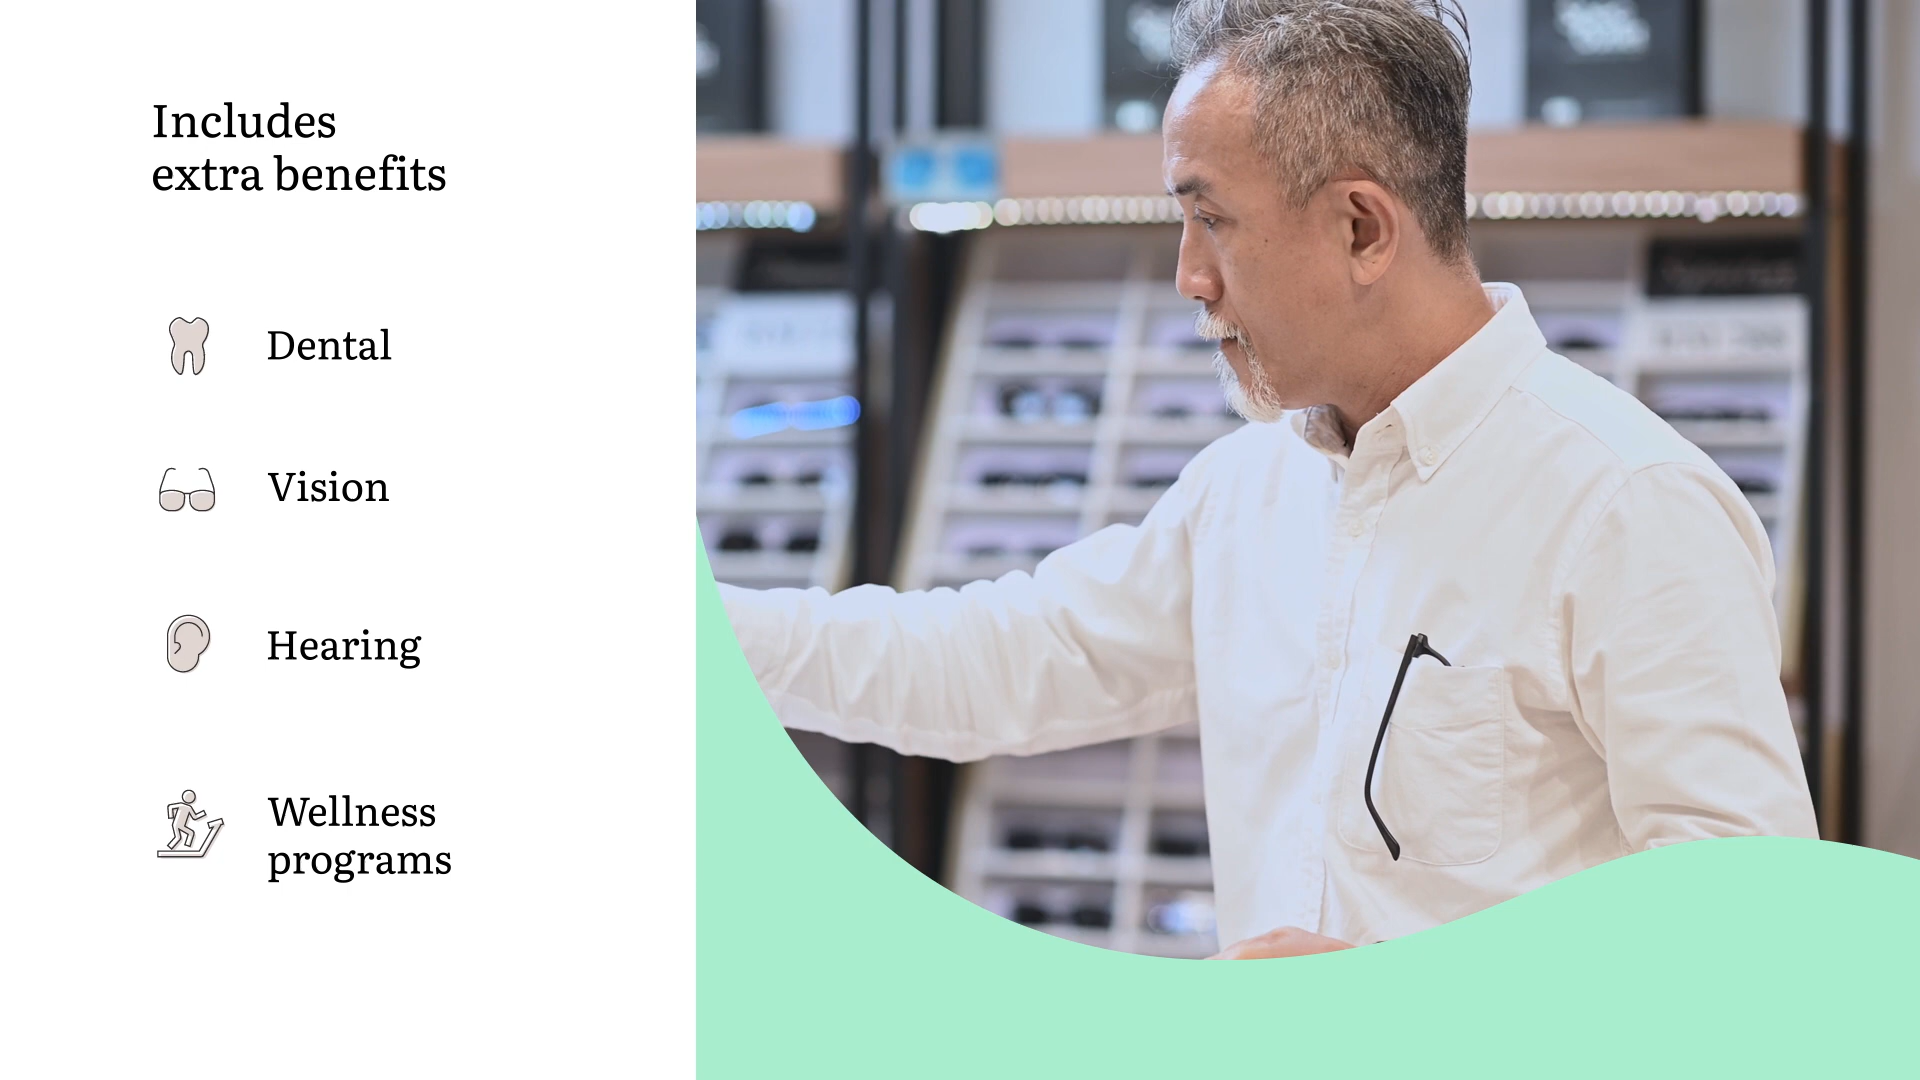 Includes
extra benefits
Dental
Vision
Hearing
Wellness
programs